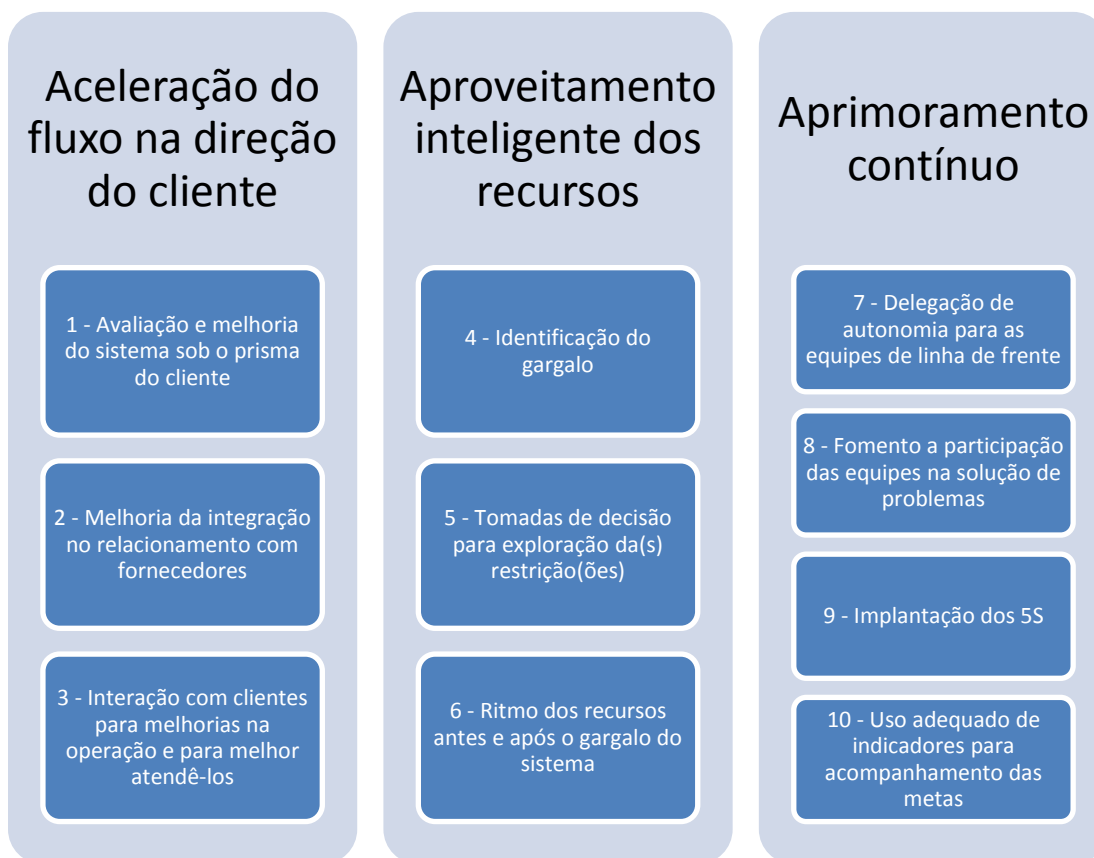 Aceleração do
fluxo na direção
do cliente
1 - Avaliação e melhoria
do sistema sob o prisma
do cliente
2 - Melhoria da integração
no relacionamento com
fornecedores
3 - Interação com clientes
para melhorias na
operação e para melhor
atendê-los
Aproveitamento
inteligente dos
recursos
4 - Identificação do
gargalo
5 - Tomadas de decisão
para exploração da(s)
restrição(ões)
6 - Ritmo dos recursos
antes e após o gargalo do
sistema
Aprimoramento
contínuo
7 - Delegação de
autonomia para as
equipes de linha de frente
8 - Fomento a participação
das equipes na solução de
problemas
9 - Implantação dos 5S
10 - Uso adequado de
indicadores para
acompanhamento das
metas